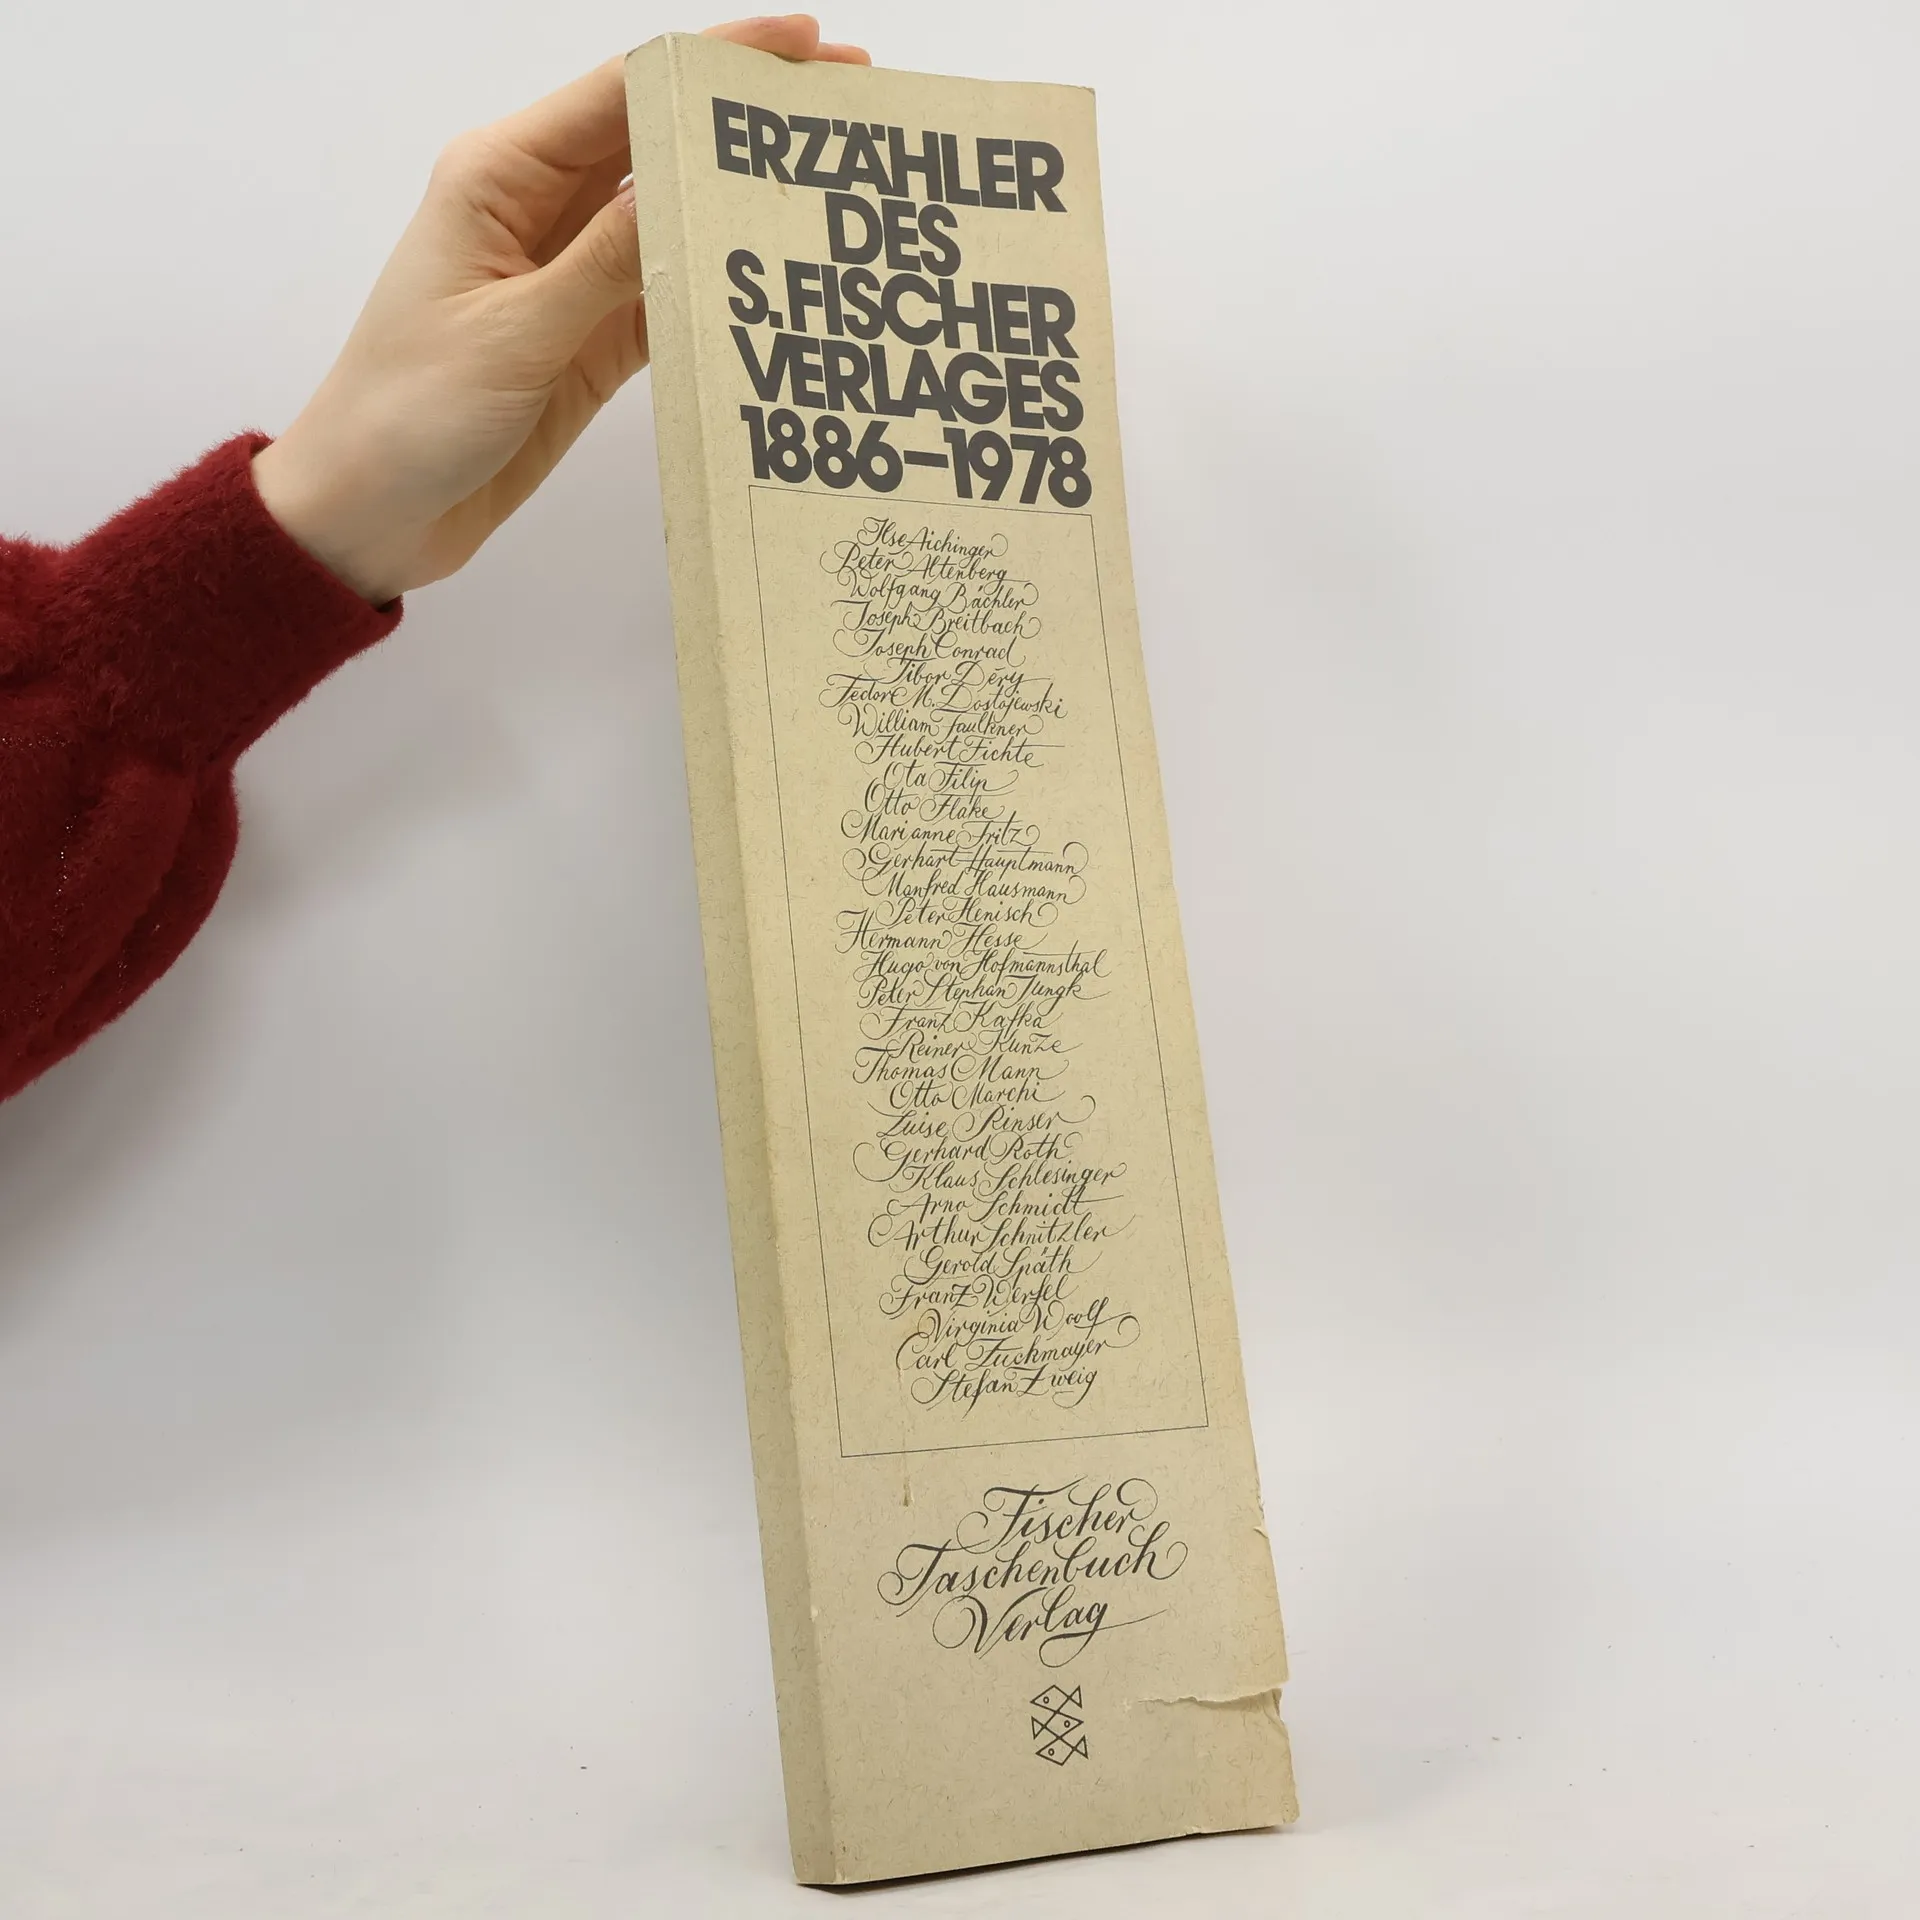 ERZÄHLER
DES
S. FISCHER
VERLAGES
1886–1978
Ilse Aichinger
Peter Altenberg
Wolfgang Bächler
Joseph Breitbach
Joseph Conrad
Tibor Déry
Fedor M. Dostojewski
William Faulkner
Hubert Fichte
Ota Filip
Otto Flake
Marianne Fritz
Gerhart Hauptmann
Manfred Hausmann
Peter Henisch
Hermann Hesse
Hugo von Hofmannsthal
Peter Stephan Jungk
Franz Kafka
Reiner Kunze
Thomas Mann
Otto Marchi
Luise Rinser
Gerhard Roth
Klaus Schlesinger
Arno Schmidt
Arthur Schnitzler
Gerold Späth
Franz Werfel
Virginia Woolf
Carl Zuckmayer
Stefan Zweig
Fischer
Taschenbuch
Verlag